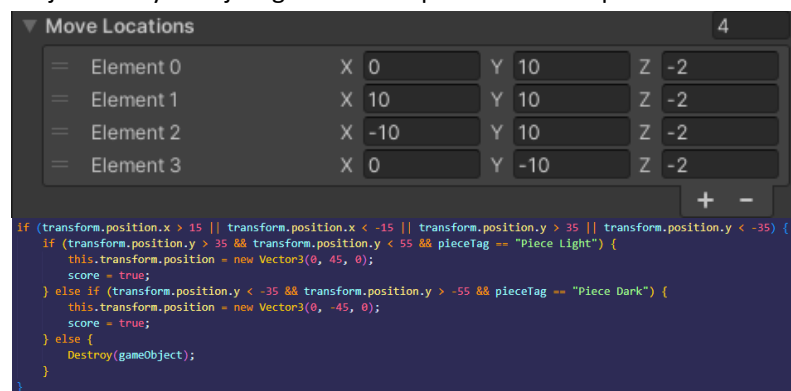 Move Locations 4
= Element 0 X 0 Y 10 Z -2
= Element 1 X 10 Y 10 Z -2
= Element 2 X -10 Y 10 Z -2
= Element 3 X 0 Y -10 Z -2
+ -
if (transform.position.x > 15 || transform.position.x < -15 || transform.position.y > 35 || transform.position.y < -35) {
    if (transform.position.y > 35 && transform.position.y < 55 && pieceTag == "Piece Light") {
        this.transform.position = new Vector3(0, 45, 0);
        score = true;
    } else if (transform.position.y < -35 && transform.position.y > -55 && pieceTag == "Piece Dark") {
        this.transform.position = new Vector3(0, -45, 0);
        score = true;
    } else {
        Destroy(gameObject);
    }
}